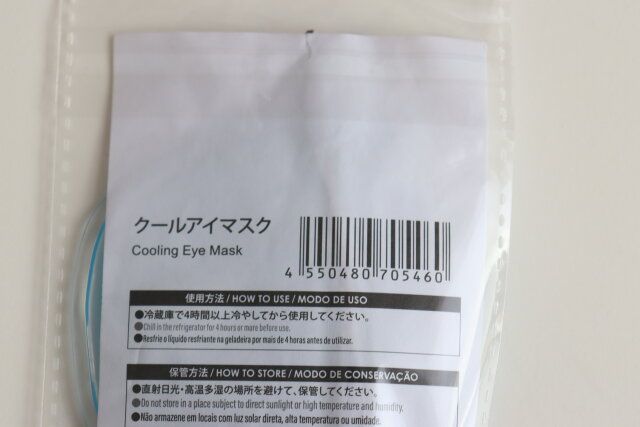 クールアイマスク
Cooling Eye Mask
4 550480 705460
使用方法 / HOW TO USE / MODO DE USO
●冷蔵庫で4時間以上冷やしてから使用してください。
●Chill in the refrigerator for 4 hours or more before use.
●Resfrie o líquido resfriante na geladeira por mais de 4 horas antes de utilizar.
保管方法 / HOW TO STORE / MODO DE CONSERVAÇÃO
●直射日光・高温多湿の場所を避けて、保管してください。
●Do not store in a place subject to direct sunlight or high temperature and humidity.
●Não armazene em locais com luz solar direta, alta temperatura ou umidade.